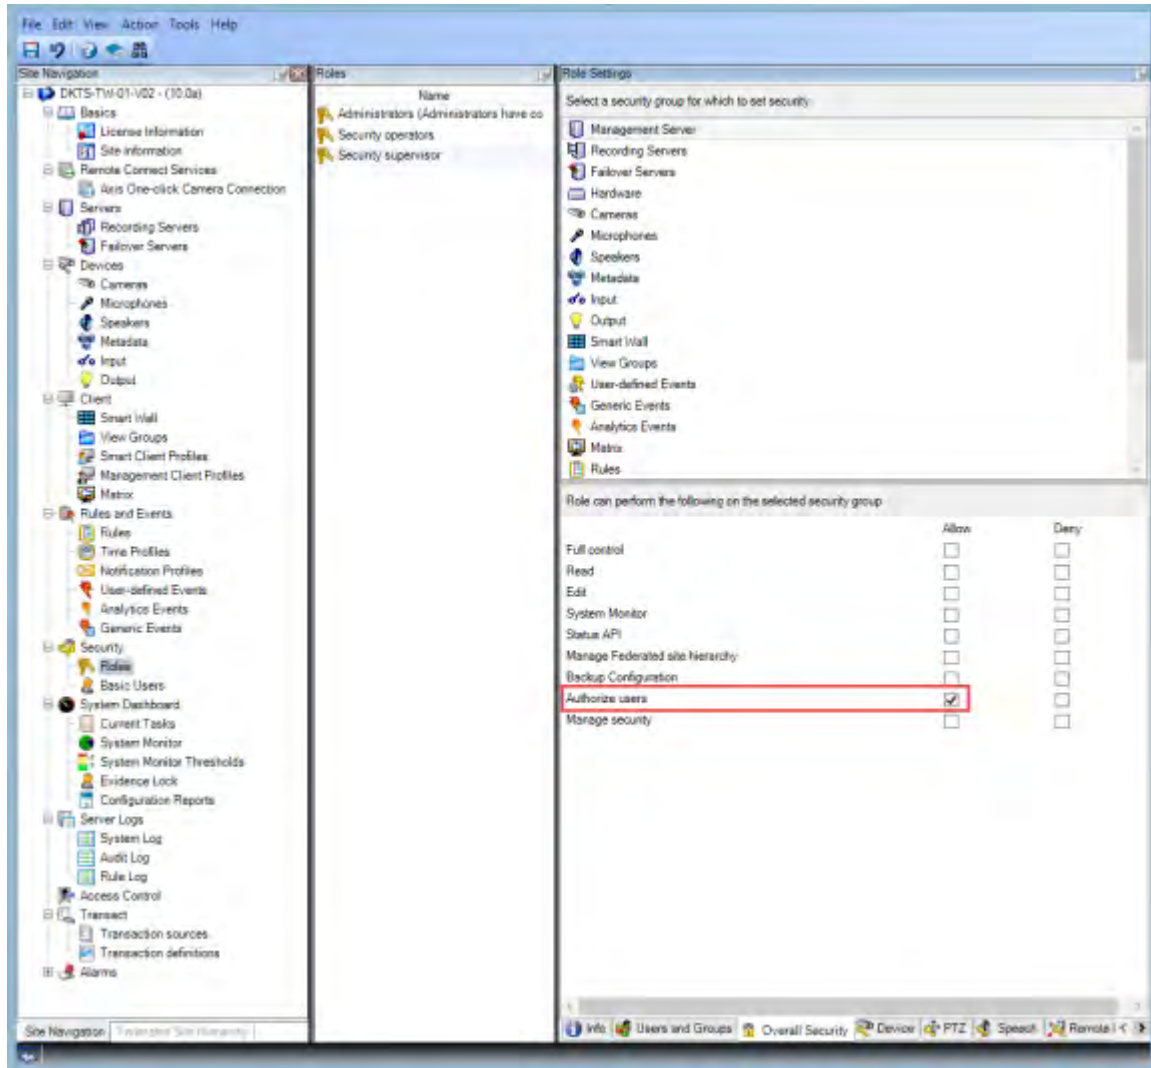 File Edit View Action Tools Help
Site Navigation
DKTS-TW-01-V02 - (10.0a)
Basics
License Information
Site Information
Remote Connect Services
Axis One-click Camera Connection
Servers
Recording Servers
Failover Servers
Devices
Cameras
Microphones
Speakers
Metadata
Input
Output
Client
Smart Wall
View Groups
Smart Client Profiles
Management Client Profiles
Matrix
Rules and Events
Rules
Time Profiles
Notification Profiles
User-defined Events
Analytics Events
Generic Events
Security
Roles
Basic Users
System Dashboard
Current Tasks
System Monitor
System Monitor Thresholds
Evidence Lock
Configuration Reports
Server Logs
System Log
Audit Log
Rule Log
Access Control
Transact
Transaction sources
Transaction definitions
Alarms
Site Navigation Federated Site Hierarchy
Roles
Name
Administrators (Administrators have co
Security operators
Security supervisor
Role Settings
Select a security group for which to set security
Management Server
Recording Servers
Failover Servers
Hardware
Cameras
Microphones
Speakers
Metadata
Input
Output
Smart Wall
View Groups
User-defined Events
Generic Events
Analytics Events
Matrix
Rules
Role can perform the following on the selected security group
Allow Deny
Full control
Read
Edit
System Monitor
Status API
Manage Federated site hierarchy
Backup Configuration
Authorize users
Manage security
Info Users and Groups Overall Security Device PTZ Speech Remote